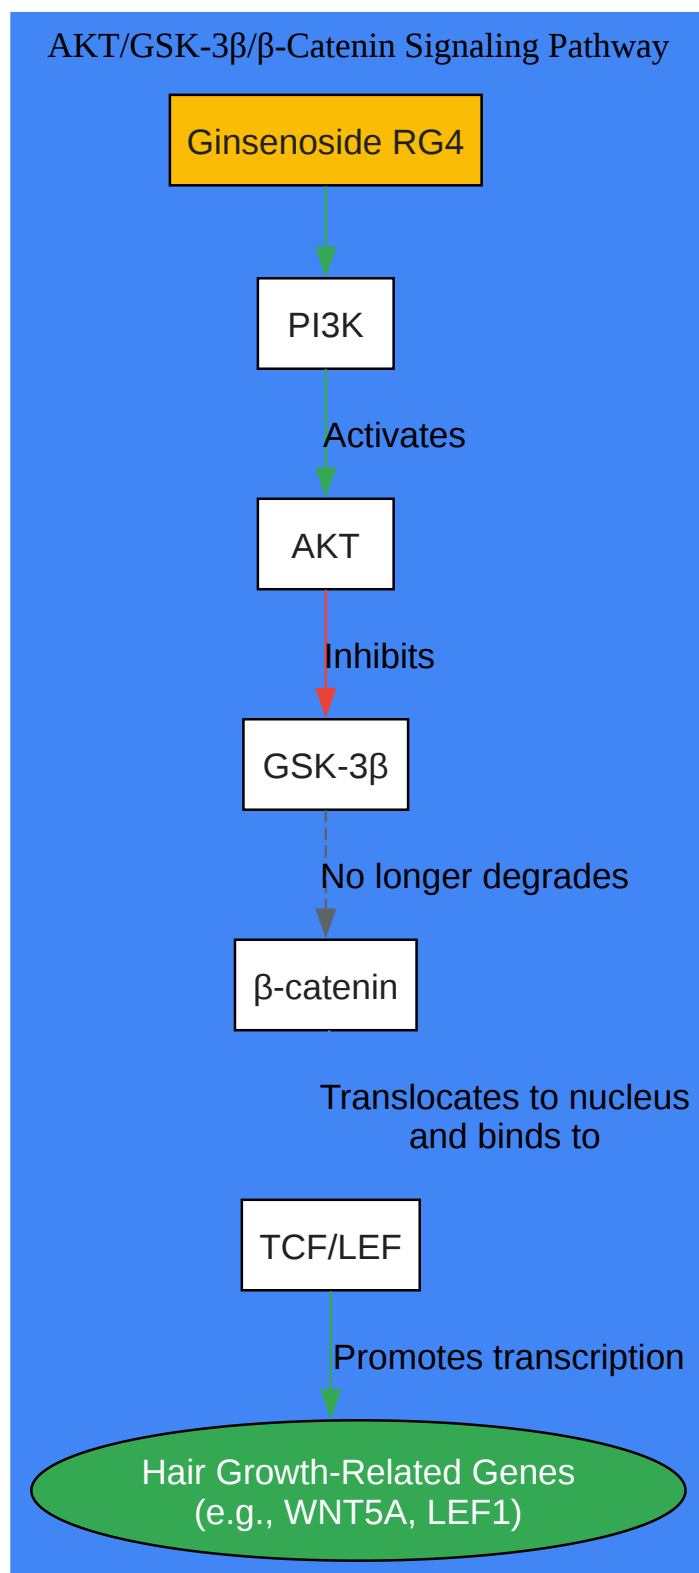 AKT/GSK-3β/β-Catenin Signaling Pathway
Ginsenoside RG4
PI3K
Activates
AKT
Inhibits
GSK-3β
No longer degrades
β-catenin
Translocates to nucleus
and binds to
TCF/LEF
Promotes transcription
Hair Growth-Related Genes
(e.g., WNT5A, LEF1)